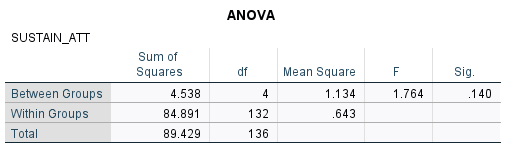 ANOVA
SUSTAIN_ATT
Sum of Squares df Mean Square F Sig.
Between Groups 4.538 4 1.134 1.764 .140
Within Groups 84.891 132 .643
Total 89.429 136